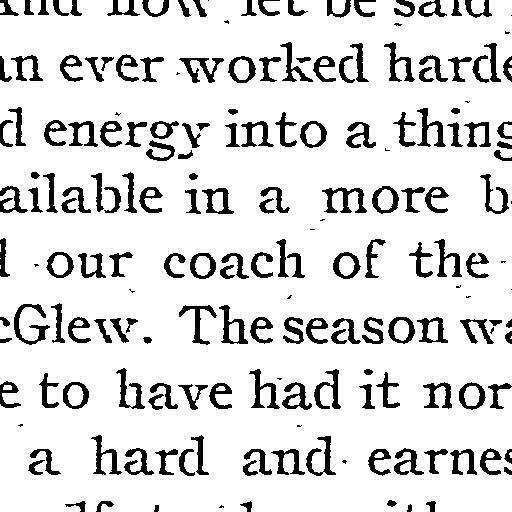 and now let be said
an ever worked harde
d energy into a thing
ailable in a more b
d our coach of the
cGlew. The season wa
e to have had it nor
a hard and earnes